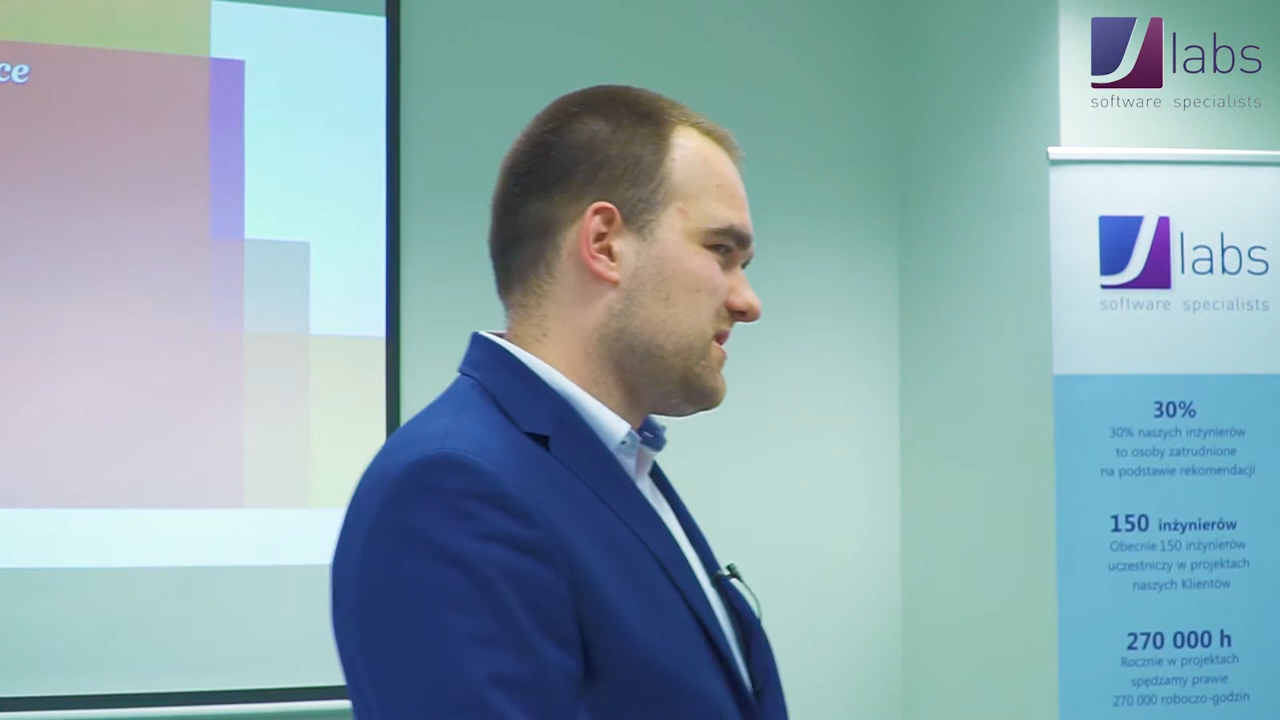 ce
J labs
software specialists
J labs
software specialists
30%
30% naszych inżynierów
to osoby zatrudnione
na podstawie rekomendacji
150 inżynierów
Obecnie 150 inżynierów
uczestniczy w projektach
naszych Klientów
270 000 h
Rocznie w projektach
spędzamy prawie
270 000 roboczo-godzin